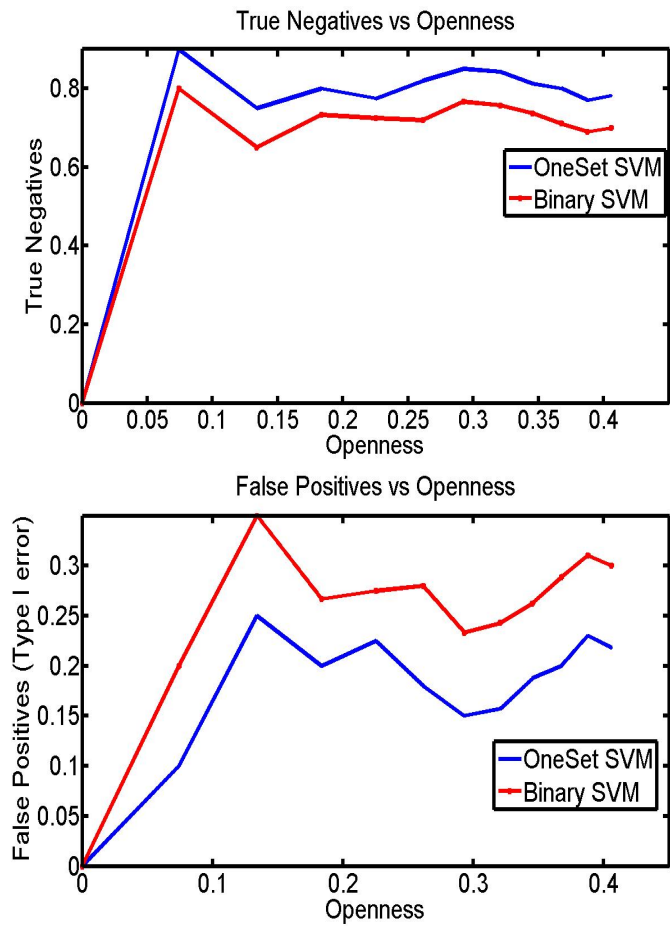 True Negatives vs Openness
True Negatives
0.8
0.6
0.4
0.2
0
OneSet SVM
Binary SVM
0 0.05 0.1 0.15 0.2 0.25 0.3 0.35 0.4
Openness
False Positives vs Openness
False Positives (Type I error)
0.3
0.25
0.2
0.15
0.1
0.05
0
OneSet SVM
Binary SVM
0 0.1 0.2 0.3 0.4
Openness